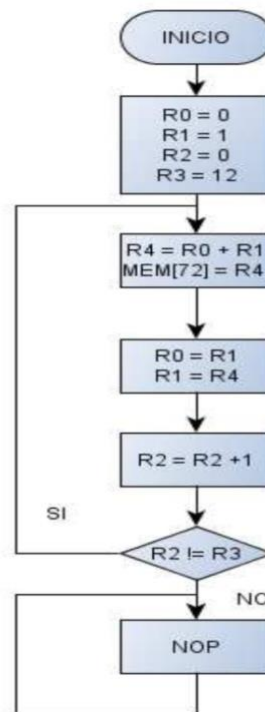 INICIO
R0 = 0
R1 = 1
R2 = 0
R3 = 12
R4 = R0 + R1
MEM[72] = R4
R0 = R1
R1 = R4
R2 = R2 +1
SI
R2 != R3
NO
NOP